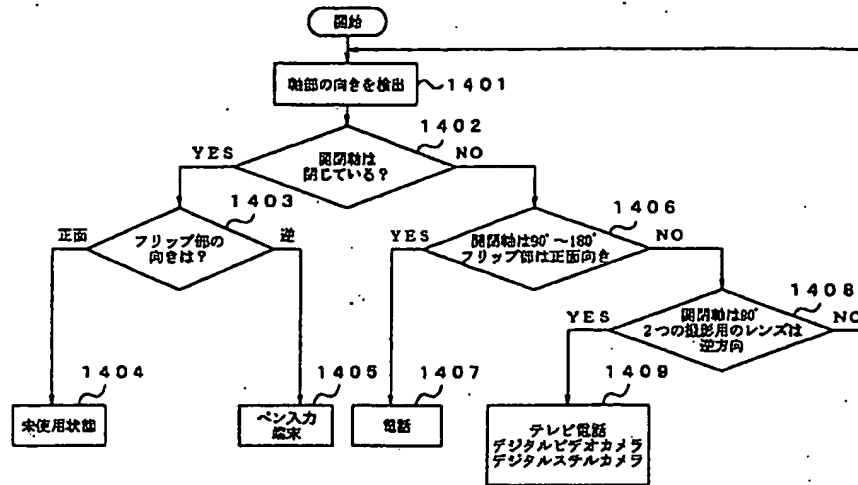 開始
軸部の向きを検出
1401
1402
YES
NO
開閉軸は
閉じている?
1403
正面
逆
フリップ部の
向きは?
1406
YES
NO
開閉軸は90°~180°
フリップ部は正面向き
1408
YES
NO
開閉軸は90°
2つの撮影用のレンズは
逆方向
1404
未使用状態
1405
ペン入力
端末
1407
電話
1409
テレビ電話
デジタルビデオカメラ
デジタルスチルカメラ